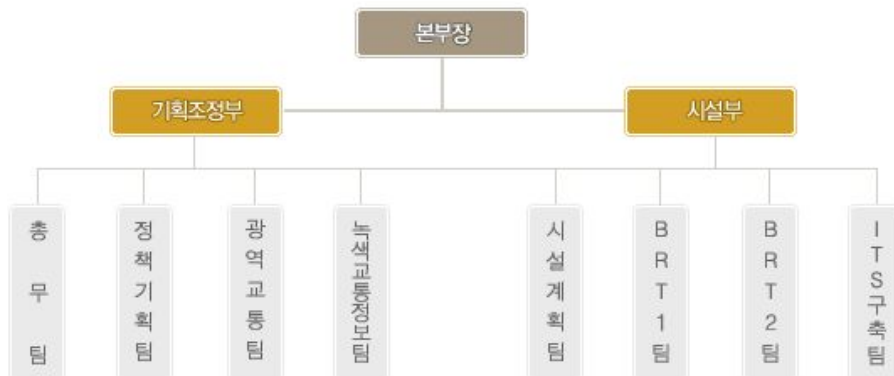 본부장
기획조정부
시설부
총무팀
정책기획팀
광역교통팀
녹색교통정보팀
시설계획팀
BRT1팀
BRT2팀
ITS구축팀